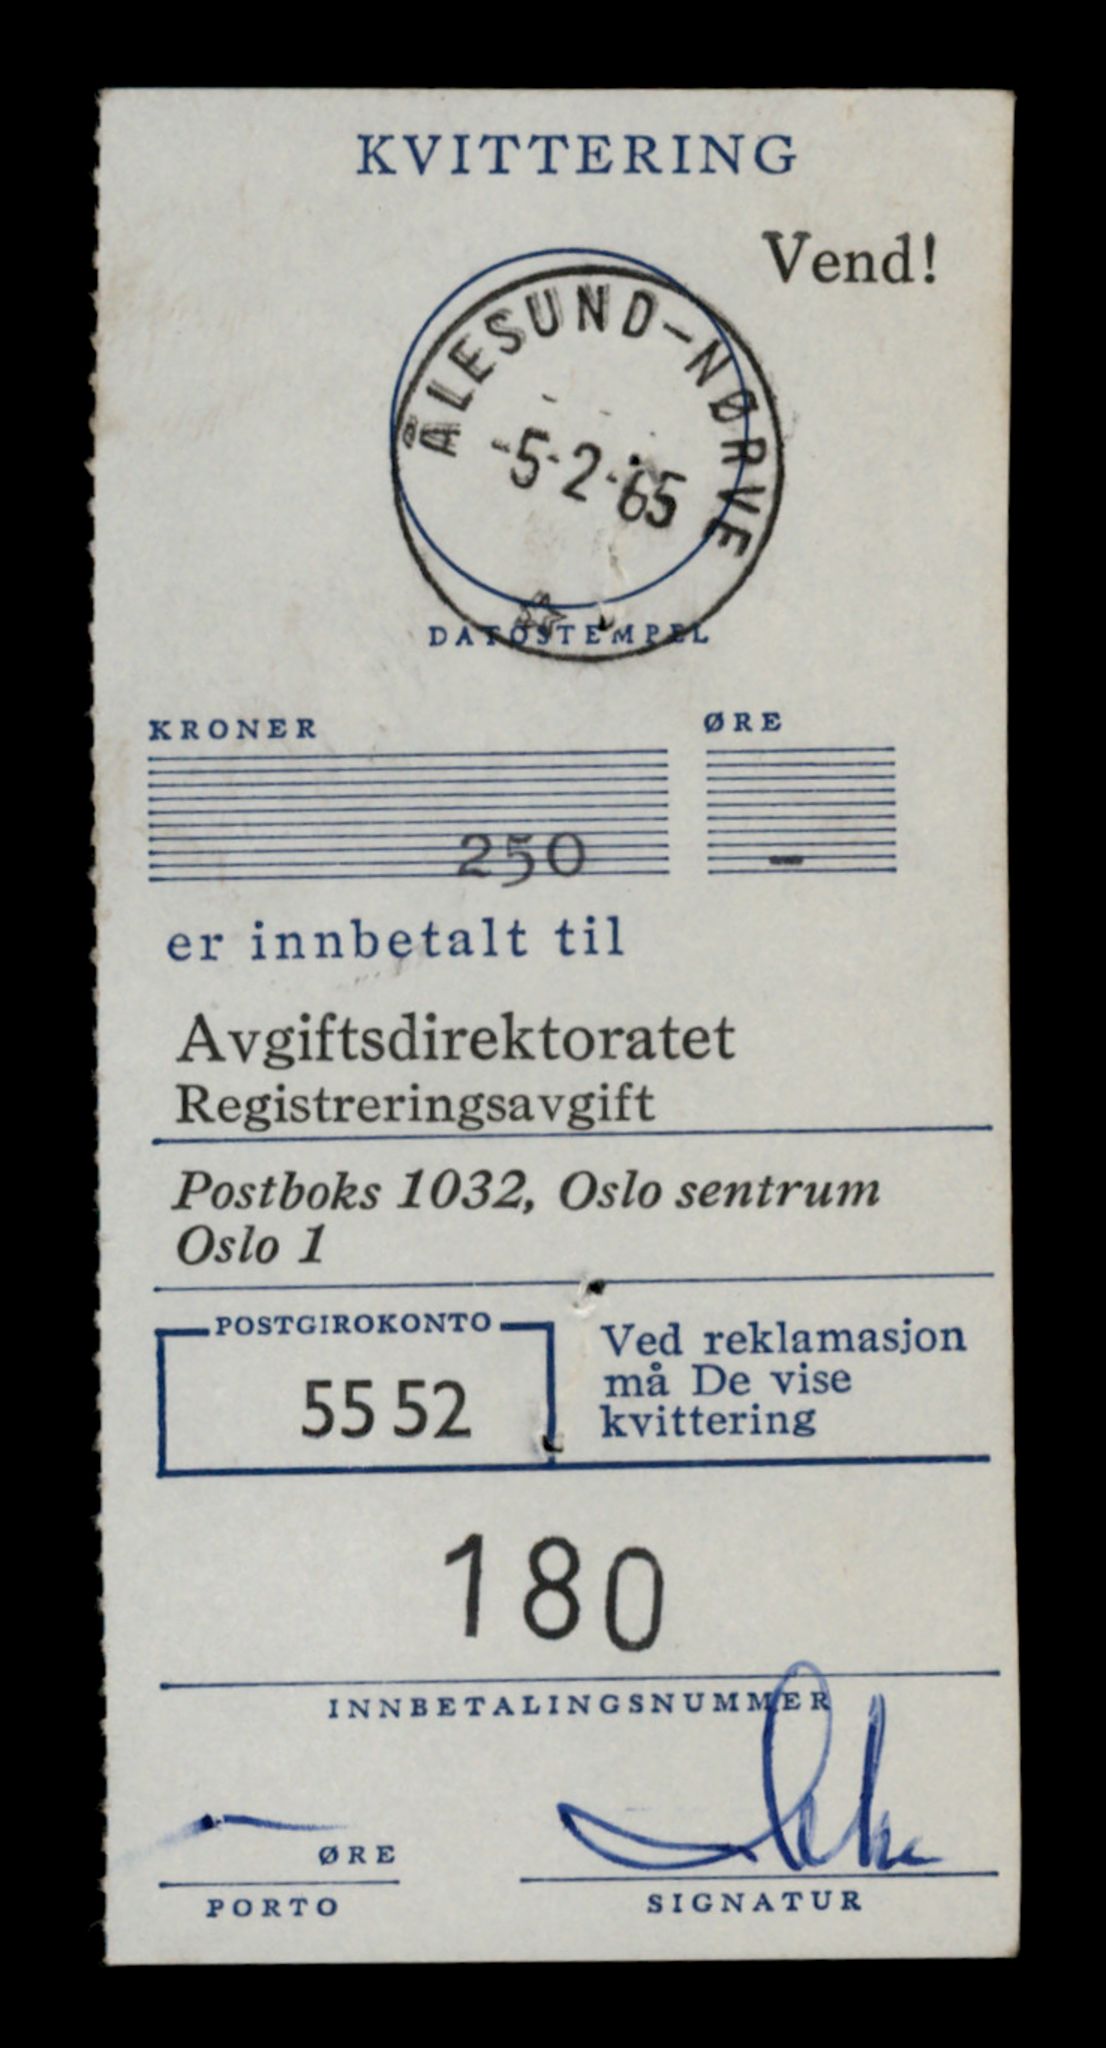 KVITTERING
Vend!
ÅLESUND-NØRVE
-5-2-65
DATOSTEMPEL
KRONER ØRE
250 -
er innbetalt til
Avgiftsdirektoratet
Registreringsavgift
Postboks 1032, Oslo sentrum
Oslo 1
POSTGIROKONTO
55 52
Ved reklamasjon
må De vise
kvittering
180
INNBETALINGSNUMMER
ØRE
PORTO
SIGNATUR